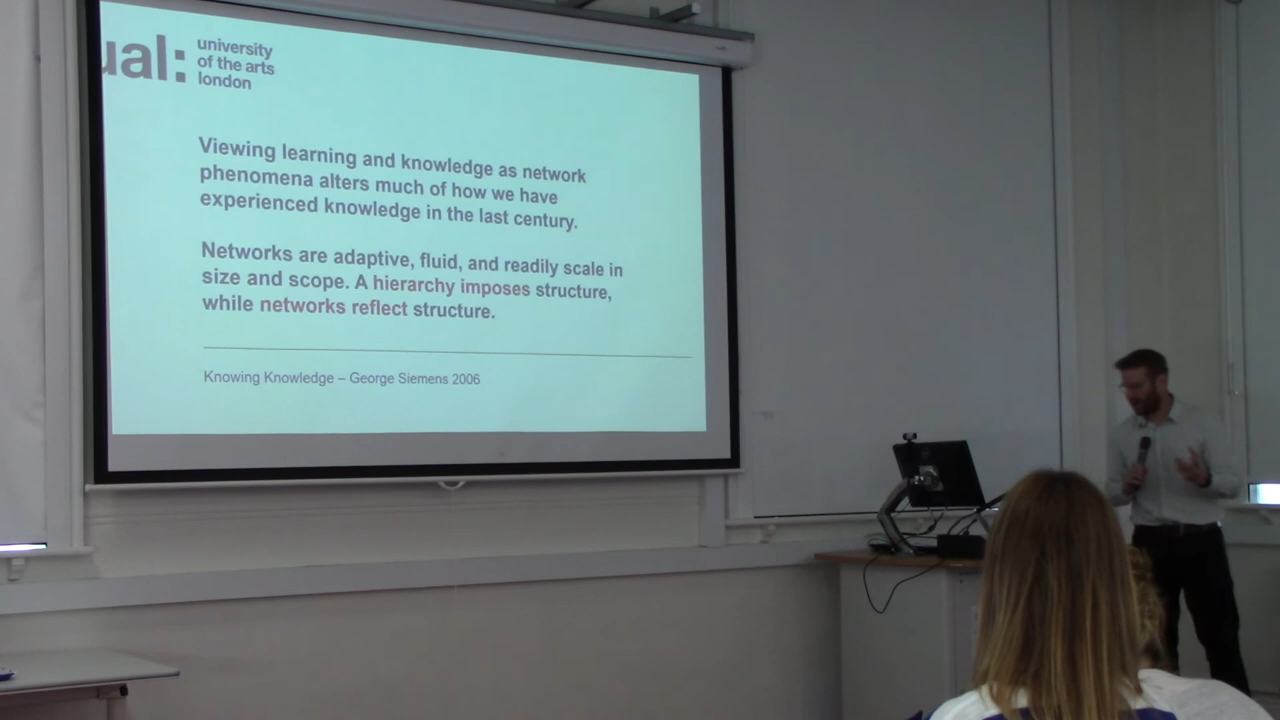 ual:
university
of the arts
london
Viewing learning and knowledge as network
phenomena alters much of how we have
experienced knowledge in the last century.
Networks are adaptive, fluid, and readily scale in
size and scope. A hierarchy imposes structure,
while networks reflect structure.
Knowing Knowledge – George Siemens 2006